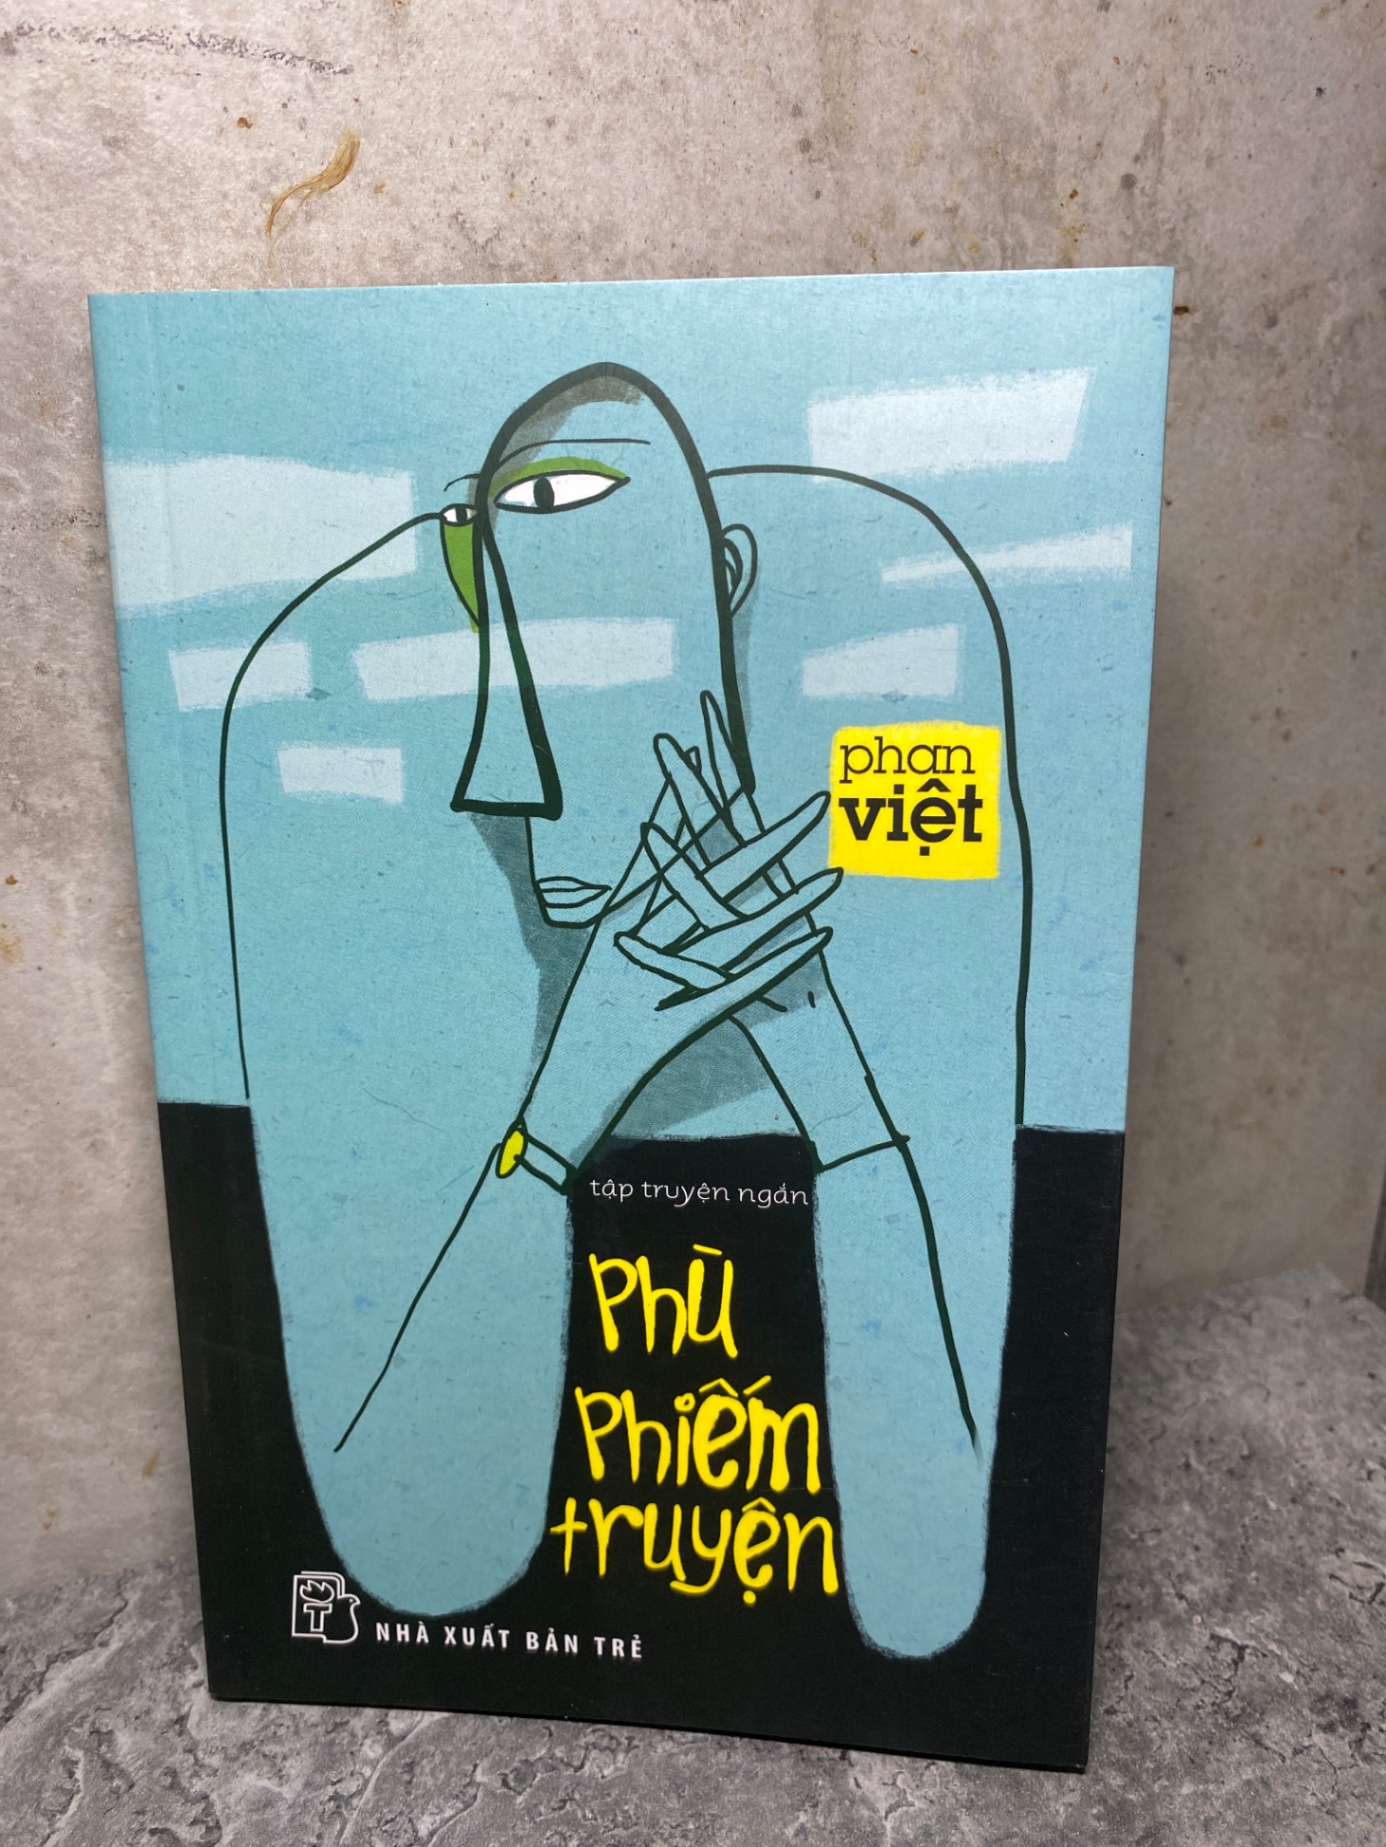 phan
việt
tập truyện ngắn
Phù
Phiếm
truyện
T
NHÀ XUẤT BẢN TRẺ